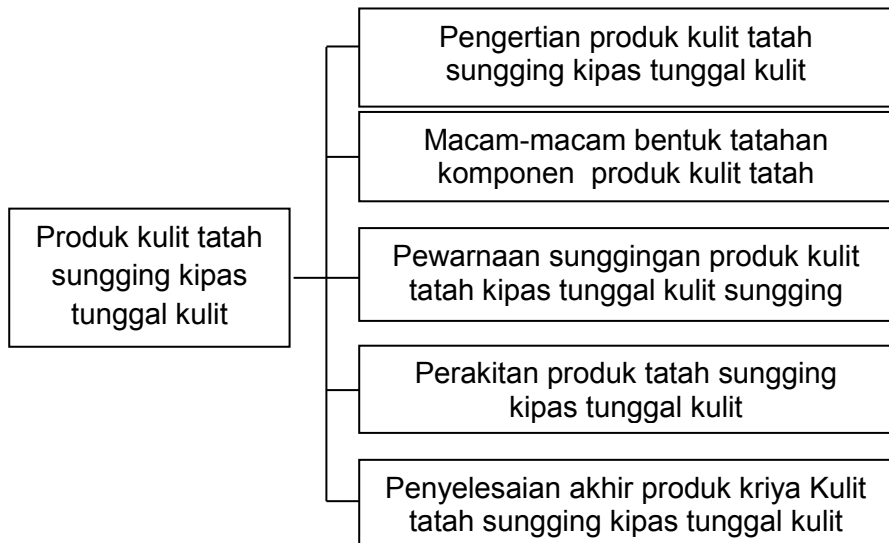 Pengertian produk kulit tatah
sungging kipas tunggal kulit
Macam-macam bentuk tatahan
komponen produk kulit tatah
Produk kulit tatah
sungging kipas
tunggal kulit
Pewarnaan sunggingan produk kulit
tatah kipas tunggal kulit sungging
Perakitan produk tatah sungging
kipas tunggal kulit
Penyelesaian akhir produk kriya Kulit
tatah sungging kipas tunggal kulit